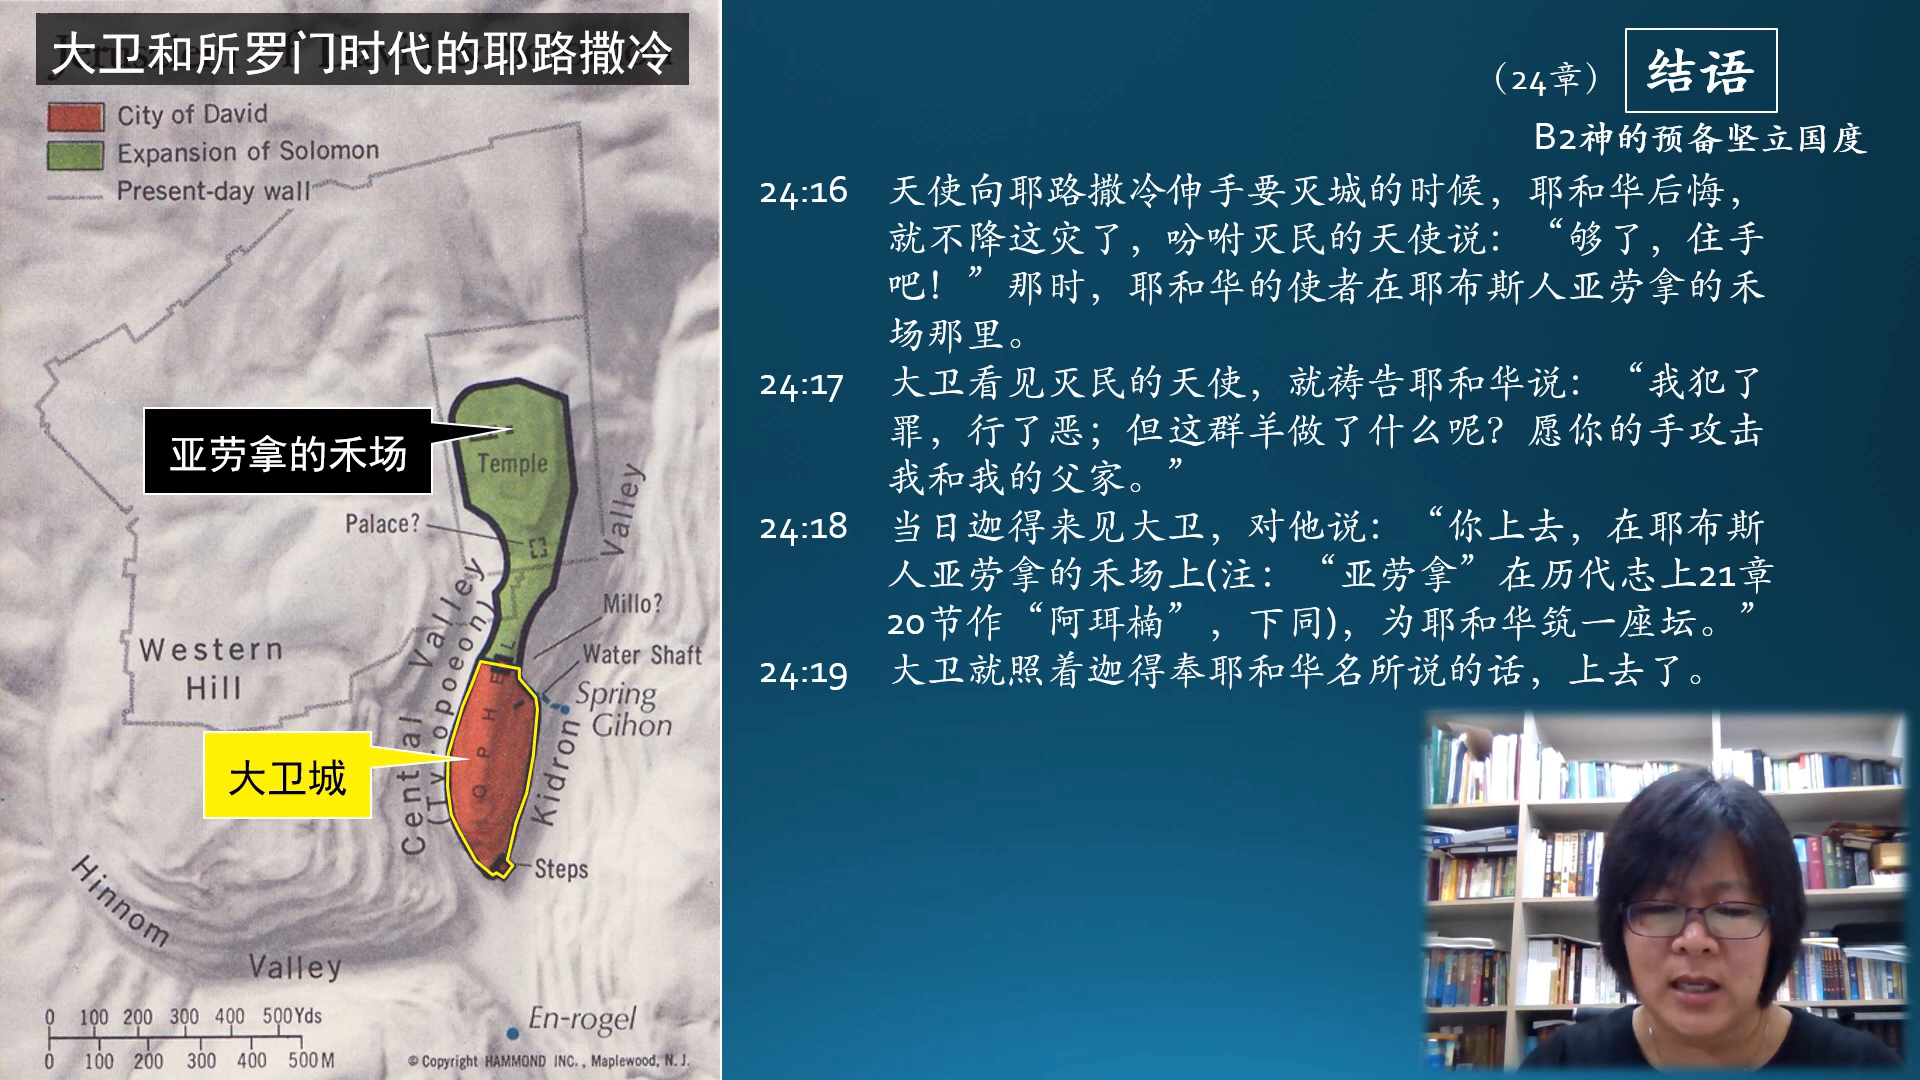 大卫和所罗门时代的耶路撒冷
City of David
Expansion of Solomon
Present-day wall
亚劳拿的禾场
Temple
Palace?
Valley
Millo?
Water Shaft
Spring
Gihon
Western
Hill
Central Valley
(Tyropoeon)
OPHEL
Kidron
大卫城
Steps
Hinnom
Valley
En-rogel
0 100 200 300 400 500Yds
0 100 200 300 400 500M
© Copyright HAMMOND INC., Maplewood, N. J.
（24章） 结语
B2神的预备坚立国度
24:16 天使向耶路撒冷伸手要灭城的时候，耶和华后悔，
就不降这灾了，吩咐灭民的天使说：“够了，住手
吧！”那时，耶和华的使者在耶布斯人亚劳拿的禾
场那里。
24:17 大卫看见灭民的天使，就祷告耶和华说：“我犯了
罪，行了恶；但这群羊做了什么呢？愿你的手攻击
我和我的父家。”
24:18 当日迦得来见大卫，对他说：“你上去，在耶布斯
人亚劳拿的禾场上(注：“亚劳拿”在历代志上21章
20节作“阿珥楠”，下同)，为耶和华筑一座坛。”
24:19 大卫就照着迦得奉耶和华名所说的话，上去了。